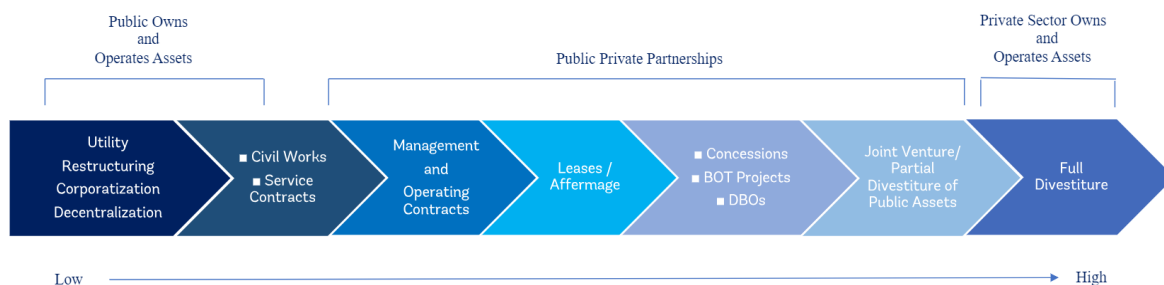 Public Owns
and
Operates Assets
Public Private Partnerships
Private Sector Owns
and
Operates Assets
Utility
Restructuring
Corporatization
Decentralization
■ Civil Works
■ Service
Contracts
Management
and
Operating
Contracts
Leases /
Affermage
■ Concessions
■ BOT Projects
■ DBOs
Joint Venture/
Partial
Divestiture of
Public Assets
Full
Divestiture
Low
High